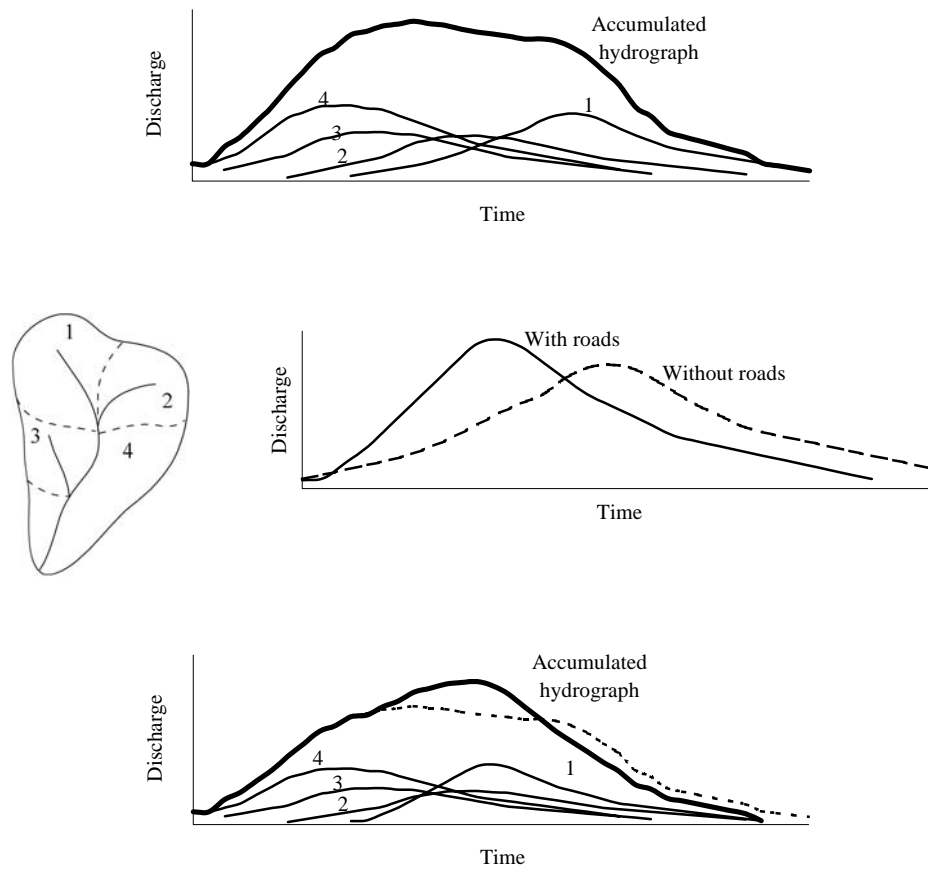 Accumulated
hydrograph
Discharge
4
1
3
2
Time
1
2
3
4
With roads
Without roads
Discharge
Time
Accumulated
hydrograph
Discharge
4
1
3
2
Time